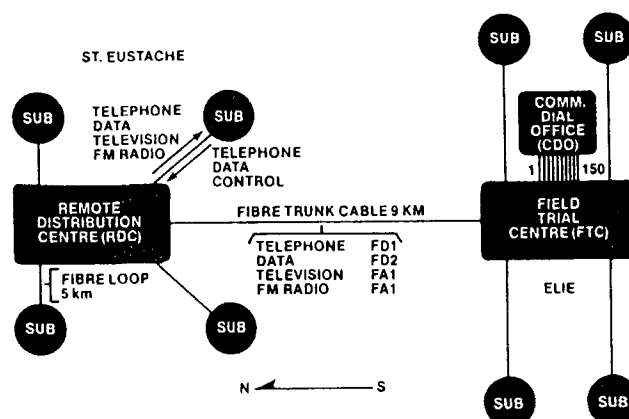 SUB
SUB
ST. EUSTACHE
SUB
SUB
TELEPHONE
DATA
TELEVISION
FM RADIO
TELEPHONE
DATA
CONTROL
COMM.
DIAL
OFFICE
(CDO)
1 150
REMOTE
DISTRIBUTION
CENTRE (RDC)
FIBRE TRUNK CABLE 9 KM
FIELD
TRIAL
CENTRE (FTC)
TELEPHONE FD1
DATA FD2
TELEVISION FA1
FM RADIO FA1
FIBRE LOOP
5 km
ELIE
SUB
SUB
N S
SUB
SUB